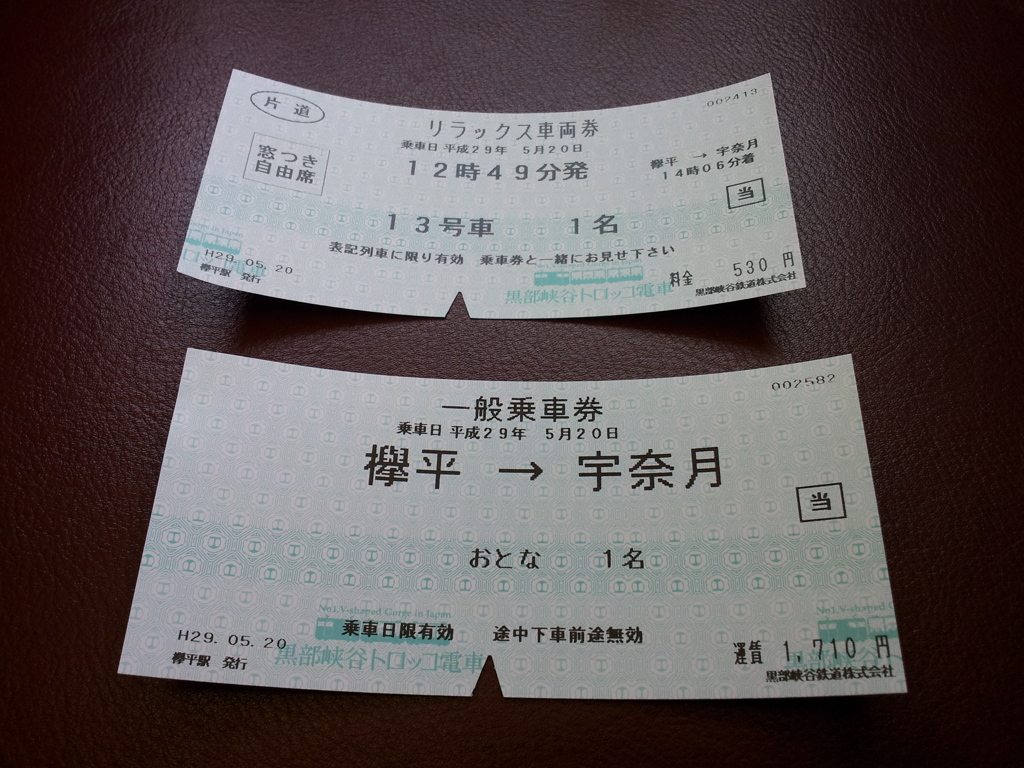 片道
002413
リラックス車両券
乗車日 平成29年 5月20日
窓つき
自由席
12時49分発
欅平 → 宇奈月
14時06分着
当
13号車 1名
表記列車に限り有効 乗車券と一緒にお見せ下さい
H29.05.20
欅平駅 発行
黒部峡谷トロッコ電車
料金 530円
黒部峡谷鉄道株式会社
002582
一般乗車券
乗車日 平成29年 5月20日
欅平 → 宇奈月
当
おとな 1名
No.1, V-shaped Gorge in Japan
乗車日限有効 途中下車前途無効
H29.05.20
欅平駅 発行
黒部峡谷トロッコ電車
運賃 1,710円
黒部峡谷鉄道株式会社